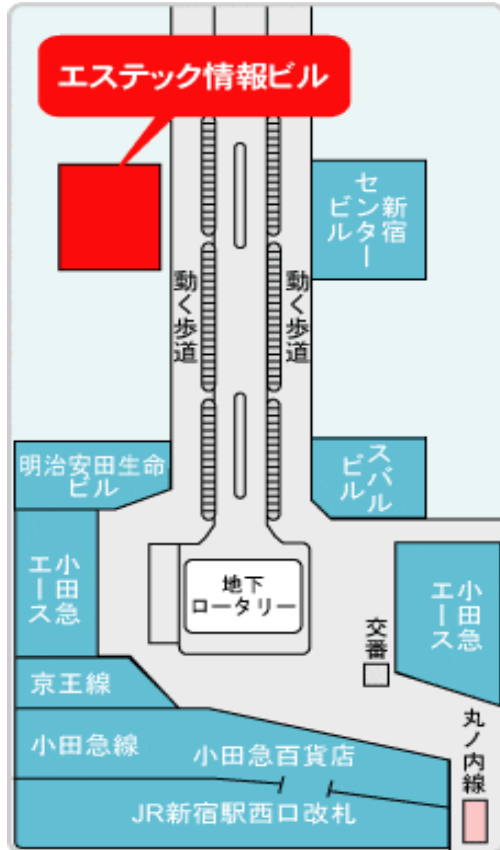 エステック情報ビル
新宿
センター
ビル
動く歩道
動く歩道
明治安田生命
ビル
スバル
ビル
小田急
エース
地下
ロータリー
小田急
エース
交番
京王線
丸ノ内線
小田急線
小田急百貨店
JR新宿駅西口改札